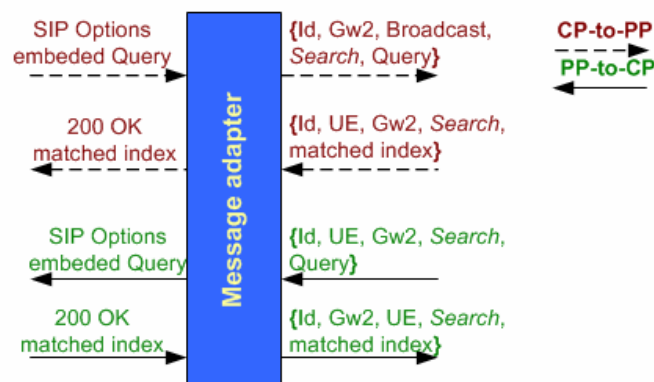 SIP Options
embeded Query
{Id, Gw2, Broadcast,
Search, Query}
CP-to-PP
PP-to-CP
200 OK
matched index
{Id, UE, Gw2, Search,
matched index}
Message adapter
SIP Options
embeded Query
{Id, UE, Gw2, Search,
Query}
200 OK
matched index
{Id, Gw2, UE, Search,
matched index}